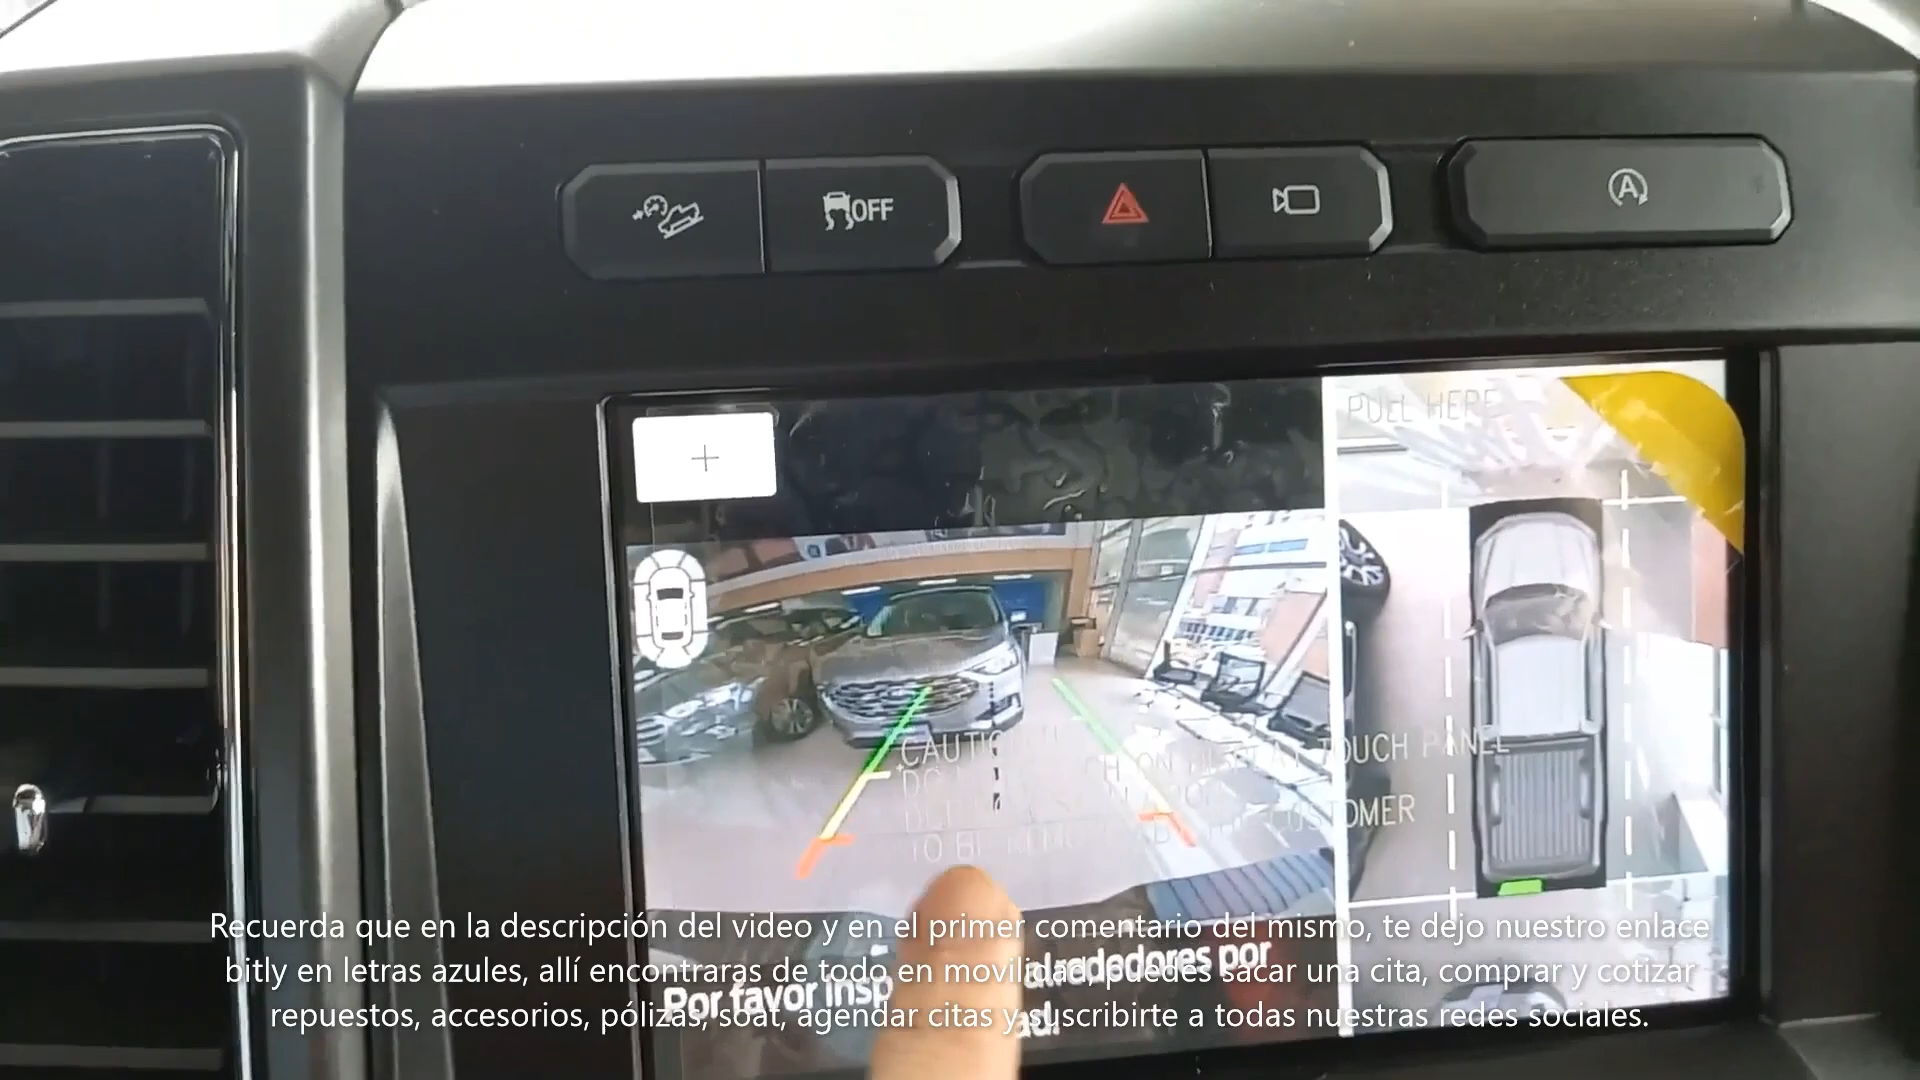 OFF
A
PULL HERE
CAUTION
TOUCH PANEL
CUSTOMER
TO BE
Por favor
alrededores por
Recuerda que en la descripción del video y en el primer comentario del mismo, te dejo nuestro enlace
bitly en letras azules, allí encontraras de todo en movilidad, puedes sacar una cita, comprar y cotizar
repuestos, accesorios, pólizas, soat, agendar citas y suscribirte a todas nuestras redes sociales.